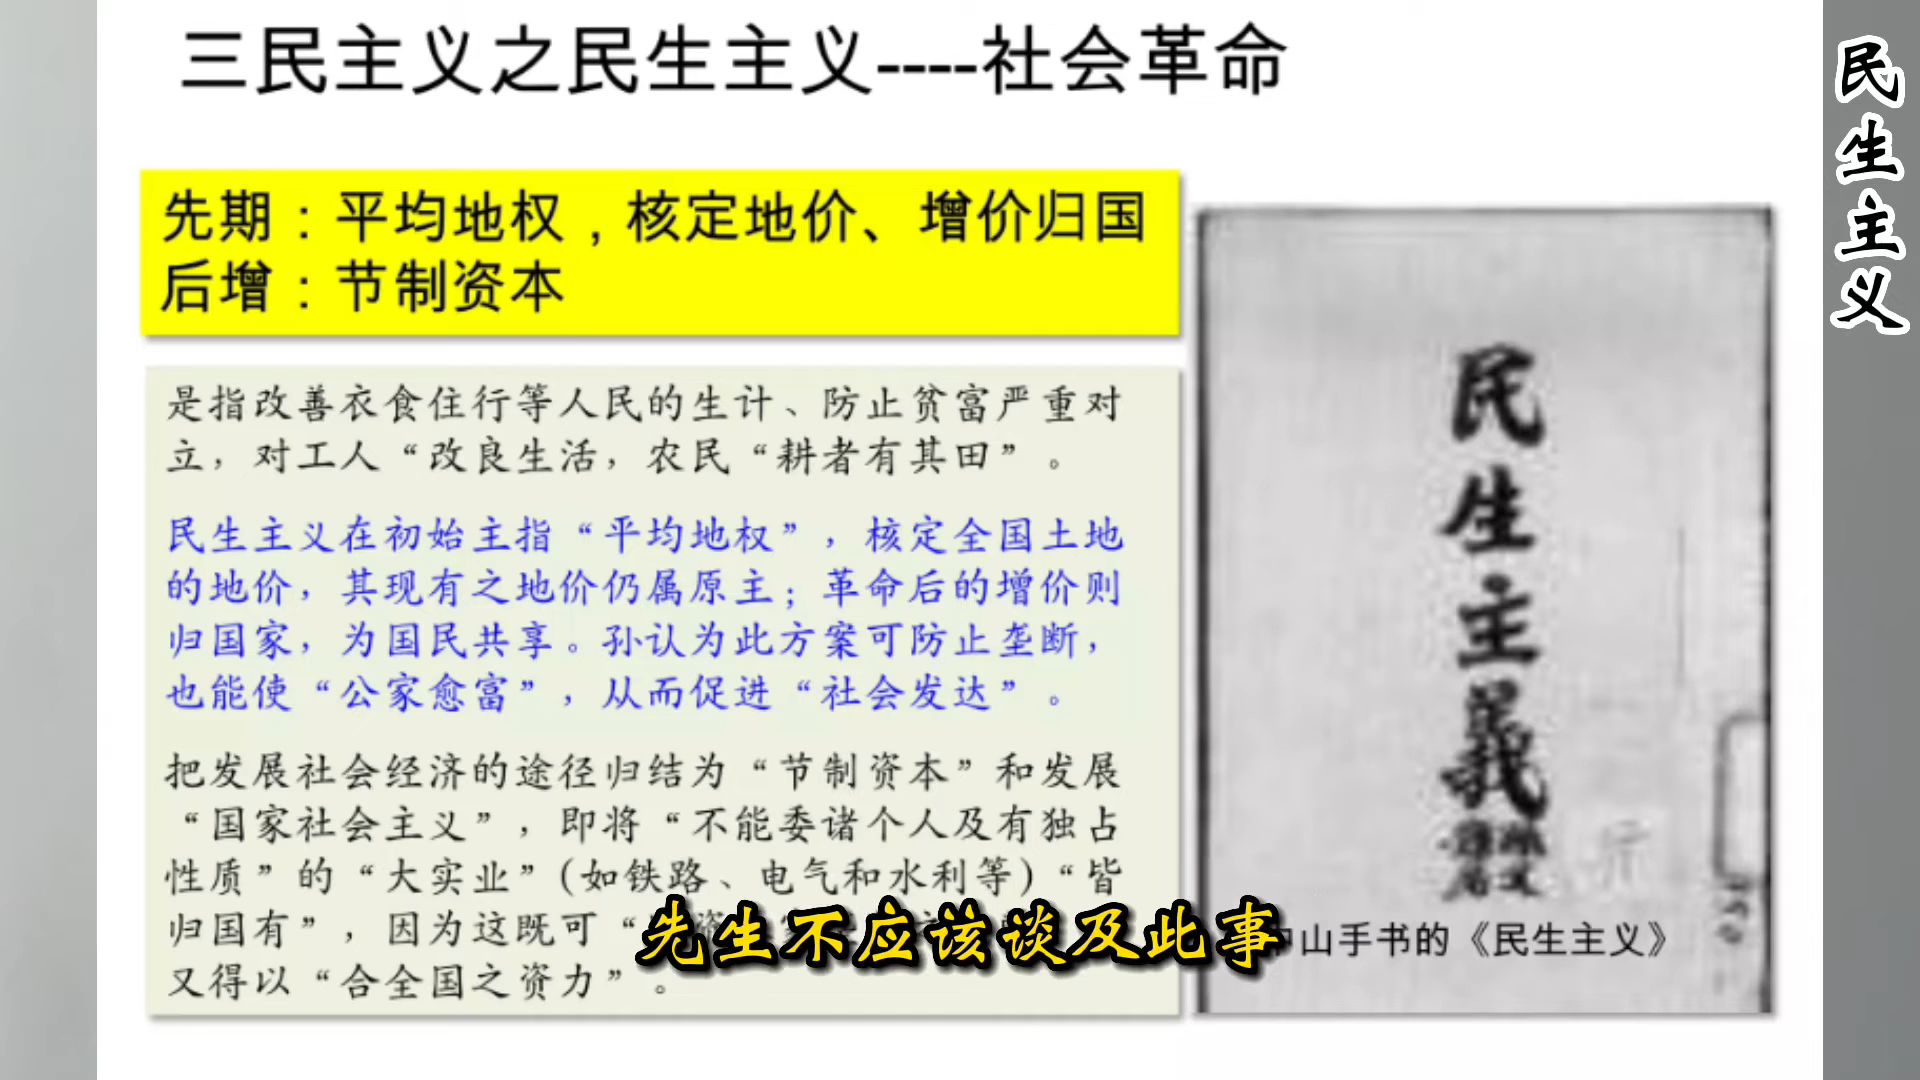 三民主义之民生主义----社会革命
先期：平均地权，核定地价、增价归国
后增：节制资本
是指改善衣食住行等人民的生计、防止贫富严重对
立，对工人“改良生活，农民“耕者有其田”。
民生主义在初始主指“平均地权”，核定全国土地
的地价，其现有之地价仍属原主；革命后的增价则
归国家，为国民共享。孙认为此方案可防止垄断，
也能使“公家愈富”，从而促进“社会发达”。
把发展社会经济的途径归结为“节制资本”和发展
“国家社会主义”，即将“不能委诸个人及有独占
性质”的“大实业”(如铁路、电气和水利等)“皆
归国有”，因为这既可“
又得以“合全国之资力”。
民生主義
孫文
署
中山手书的《民生主义》
先生不应该谈及此事
民生主义